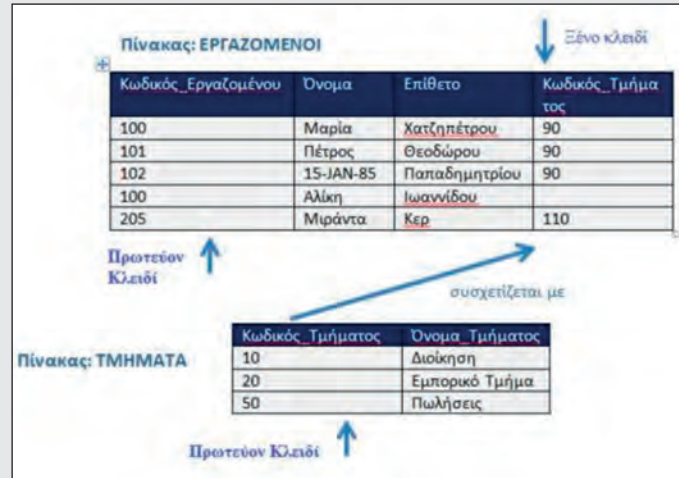 Πίνακας: ΕΡΓΑΖΟΜΕΝΟΙ
Ξένο κλειδί
Κωδικός_Εργαζομένου Όνομα Επίθετο Κωδικός_Τμήμα
τος
100 Μαρία Χατζηπέτρου 90
101 Πέτρος Θεοδώρου 90
102 15-JAN-85 Παπαδημητρίου 90
100 Αλίκη Ιωαννίδου
205 Μιράντα Κερ 110
Πρωτεύον
Κλειδί
συσχετίζεται με
Κωδικός_Τμήματος Όνομα_Τμήματος
Πίνακας: ΤΜΗΜΑΤΑ
10 Διοίκηση
20 Εμπορικό Τμήμα
50 Πωλήσεις
Πρωτεύον Κλειδί